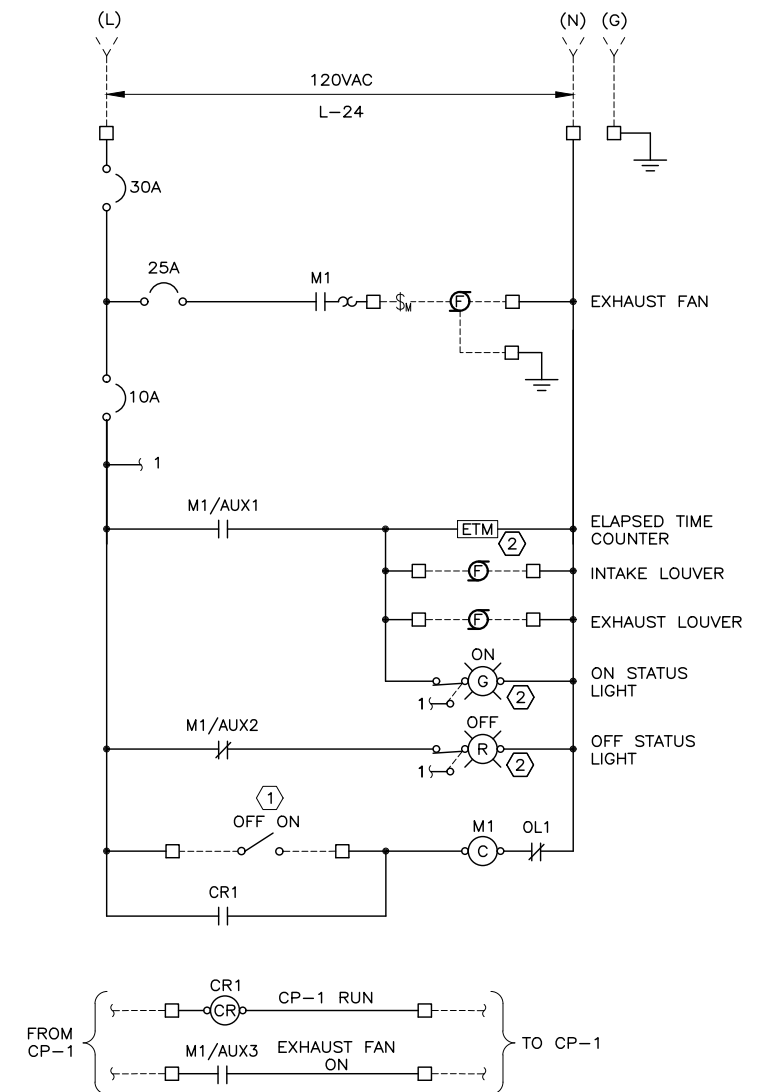 (L)
(N)
(G)
120VAC
L-24
30A
25A
M1
$M
F
EXHAUST FAN
10A
1
M1/AUX1
ETM
2
ELAPSED TIME
COUNTER
F
INTAKE LOUVER
F
EXHAUST LOUVER
ON
G
2
1
ON STATUS
LIGHT
M1/AUX2
OFF
R
2
1
OFF STATUS
LIGHT
1
OFF ON
M1
OL1
C
CR1
CR1
CR
CP-1 RUN
FROM
CP-1
TO CP-1
M1/AUX3
EXHAUST FAN
ON